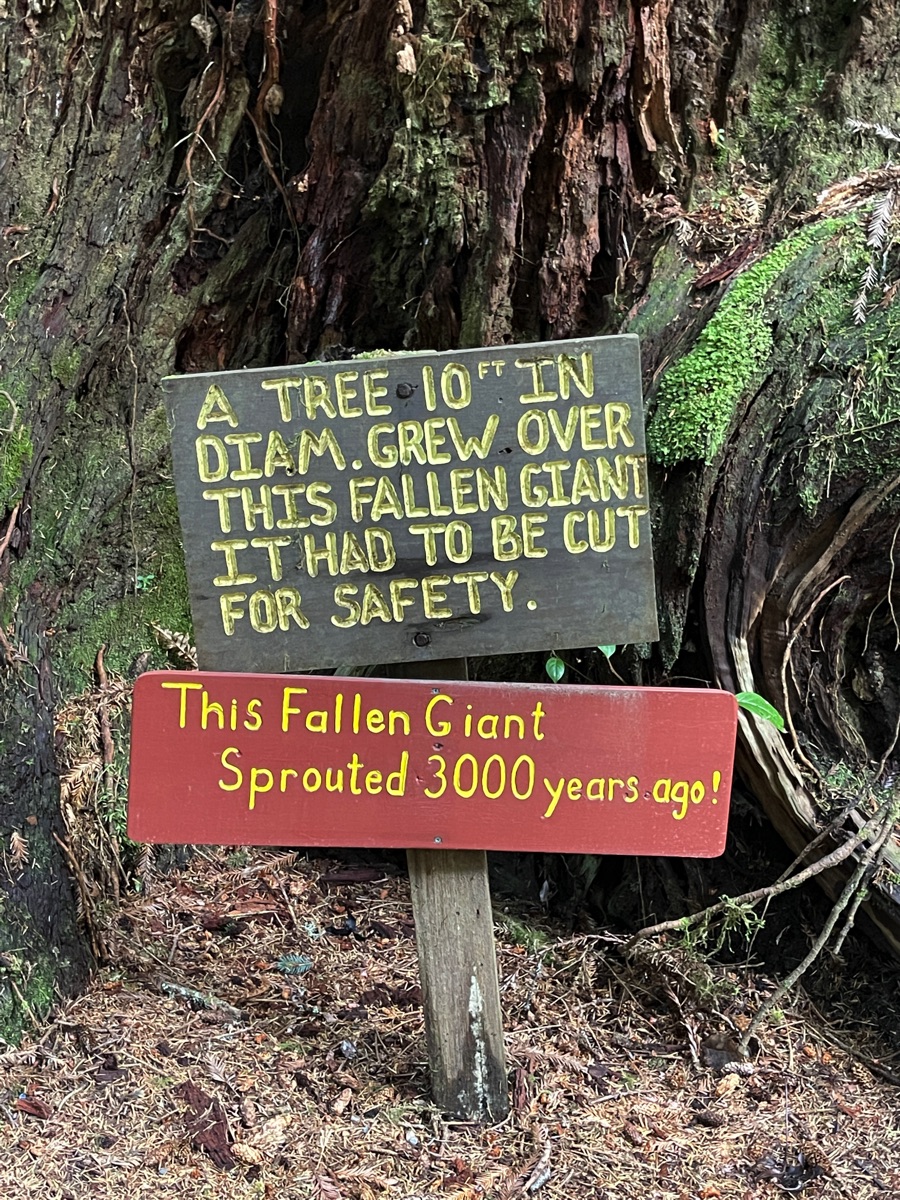 A TREE 10FT IN
DIAM. GREW OVER
THIS FALLEN GIANT
IT HAD TO BE CUT
FOR SAFETY.
This Fallen Giant
Sprouted 3000 years ago!